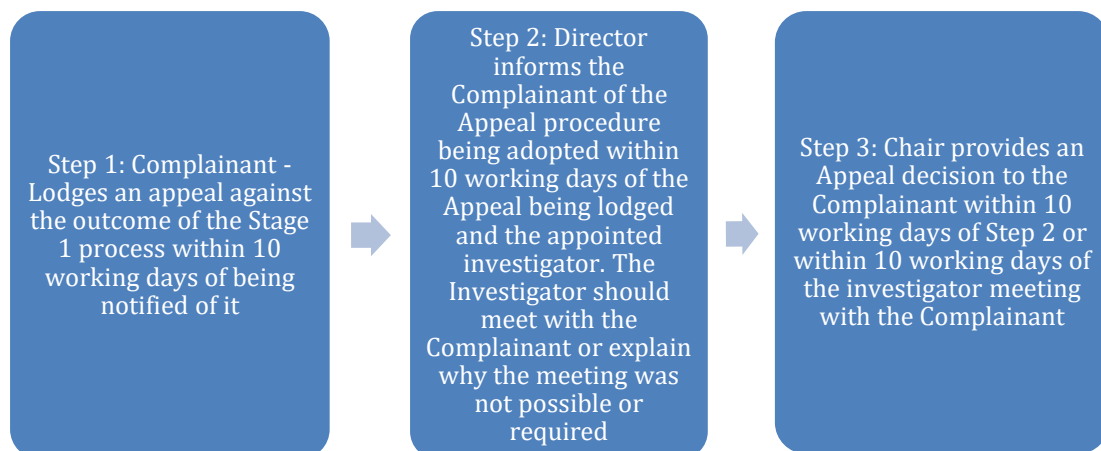 Step 1: Complainant -
Lodges an appeal against
the outcome of the Stage
1 process within 10
working days of being
notified of it
Step 2: Director
informs the
Complainant of the
Appeal procedure
being adopted within
10 working days of the
Appeal being lodged
and the appointed
investigator. The
Investigator should
meet with the
Complainant or explain
why the meeting was
not possible or
required
Step 3: Chair provides an
Appeal decision to the
Complainant within 10
working days of Step 2 or
within 10 working days of
the investigator meeting
with the Complainant